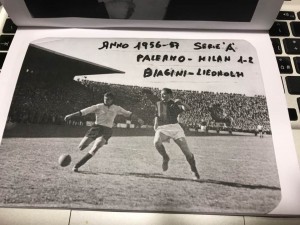 ANNO 1956-57 SERIE "A"
PALERMO - MILAN 1-2
BIAGINI - LIEDHOLM